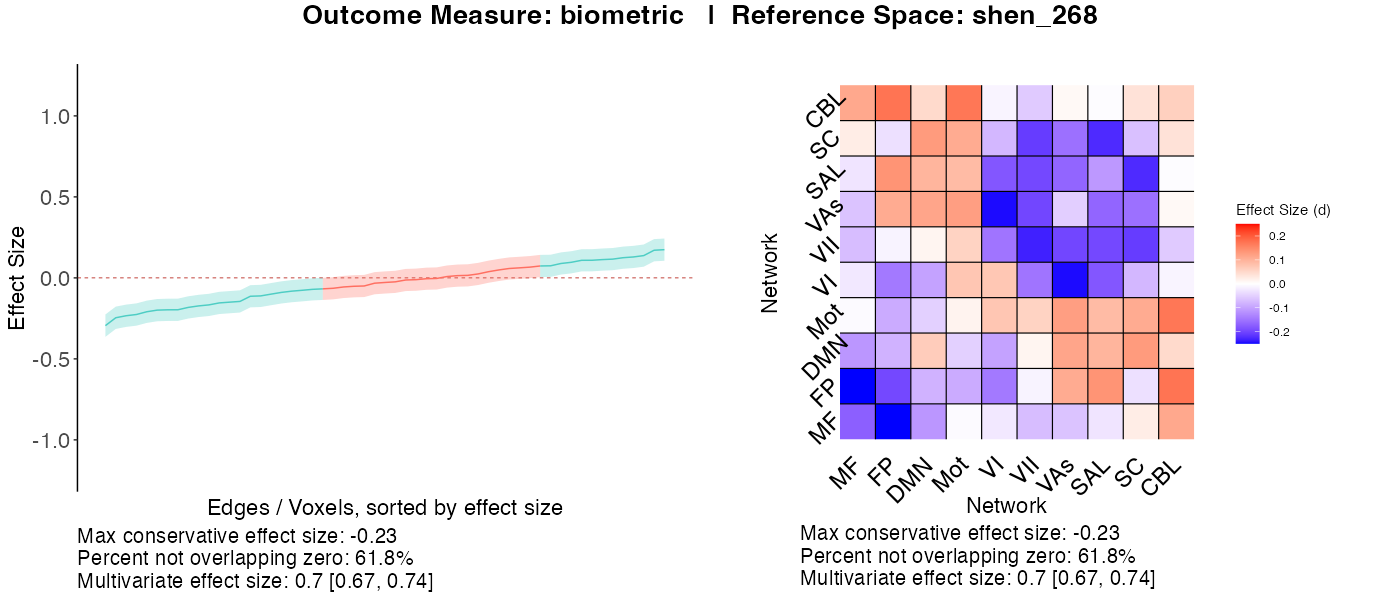 Outcome Measure: biometric | Reference Space: shen_268
Effect Size
1.0
0.5
0.0
-0.5
-1.0
Edges / Voxels, sorted by effect size
Max conservative effect size: -0.23
Percent not overlapping zero: 61.8%
Multivariate effect size: 0.7 [0.67, 0.74]
Network
CBL
SC
SAL
VAs
VII
VI
Mot
DMN
FP
MF
MF
FP
DMN
Mot
VI
VII
VAs
SAL
SC
CBL
Network
Max conservative effect size: -0.23
Percent not overlapping zero: 61.8%
Multivariate effect size: 0.7 [0.67, 0.74]
Effect Size (d)
0.2
0.1
0.0
-0.1
-0.2